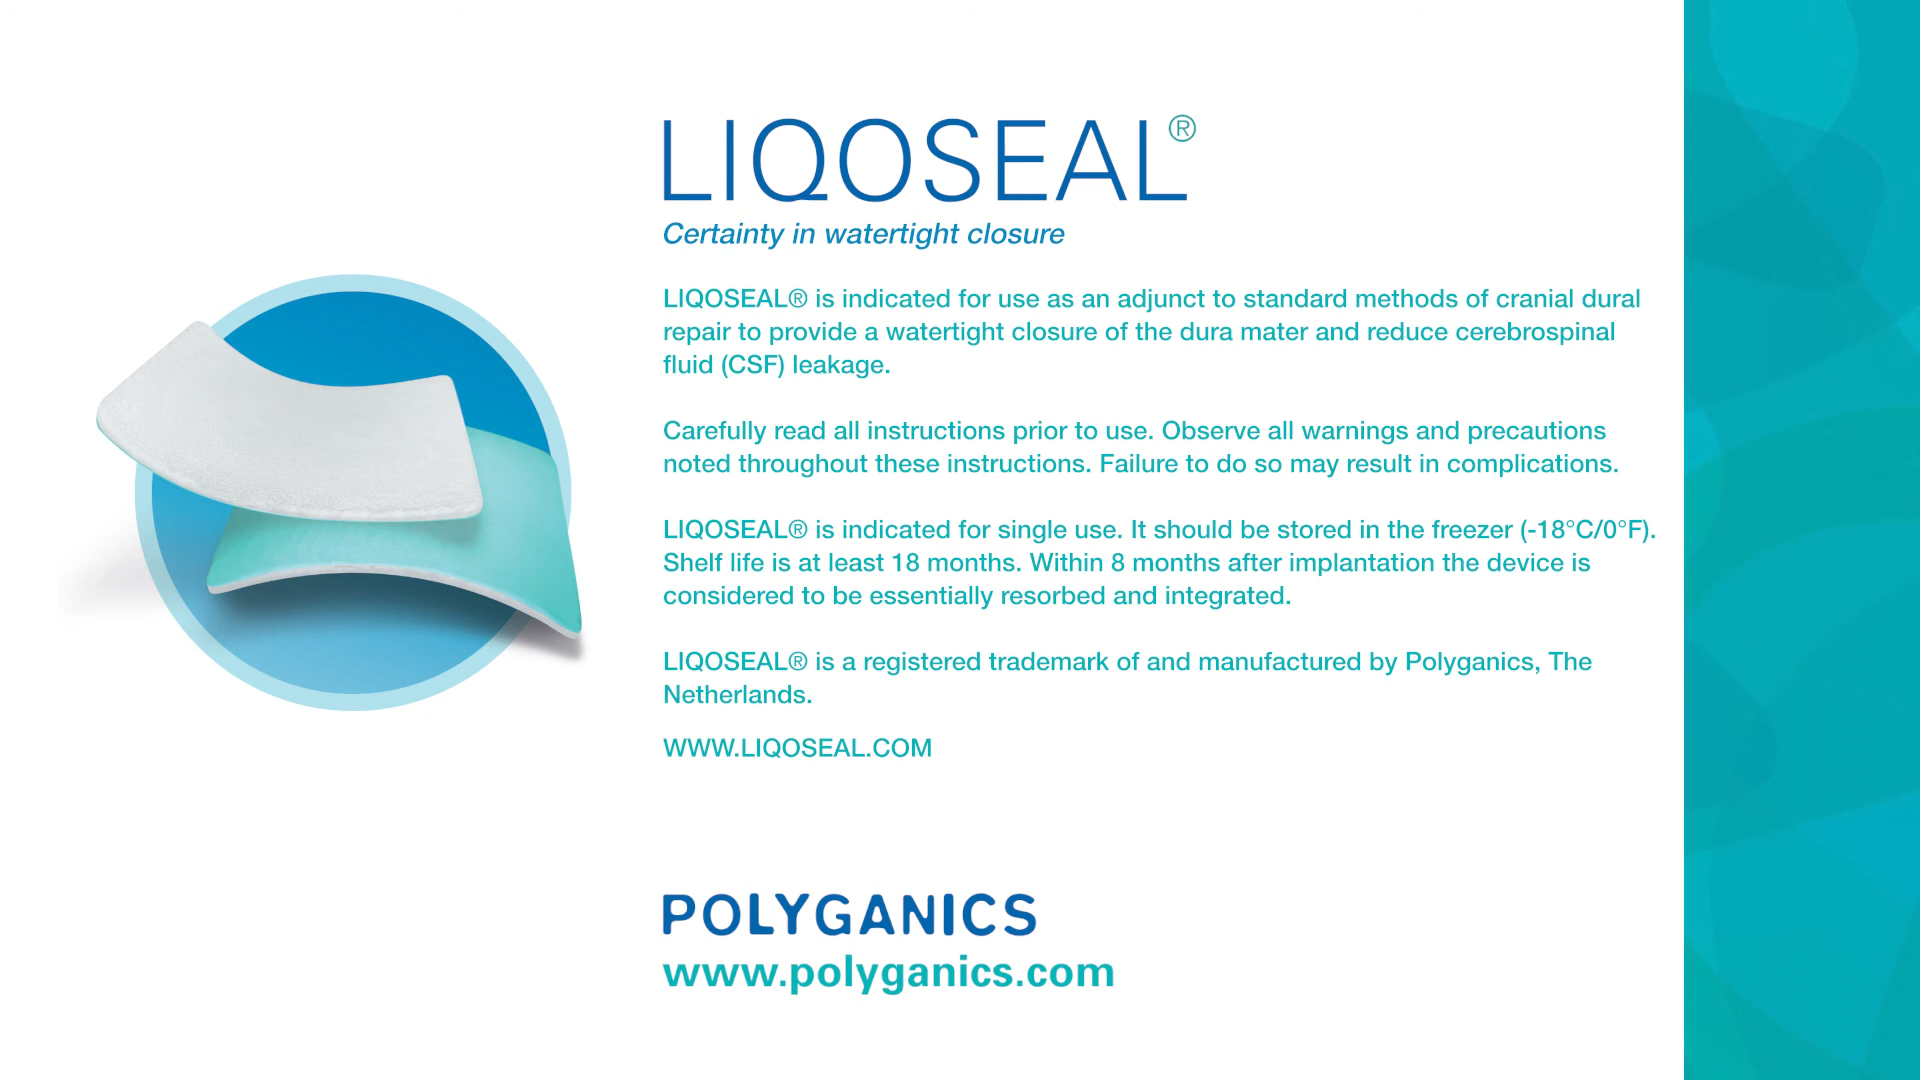 LIQOSEAL®
Certainty in watertight closure
LIQOSEAL® is indicated for use as an adjunct to standard methods of cranial dural
repair to provide a watertight closure of the dura mater and reduce cerebrospinal
fluid (CSF) leakage.
Carefully read all instructions prior to use. Observe all warnings and precautions
noted throughout these instructions. Failure to do so may result in complications.
LIQOSEAL® is indicated for single use. It should be stored in the freezer (-18°C/0°F).
Shelf life is at least 18 months. Within 8 months after implantation the device is
considered to be essentially resorbed and integrated.
LIQOSEAL® is a registered trademark of and manufactured by Polyganics, The
Netherlands.
WWW.LIQOSEAL.COM
POLYGANICS
www.polyganics.com